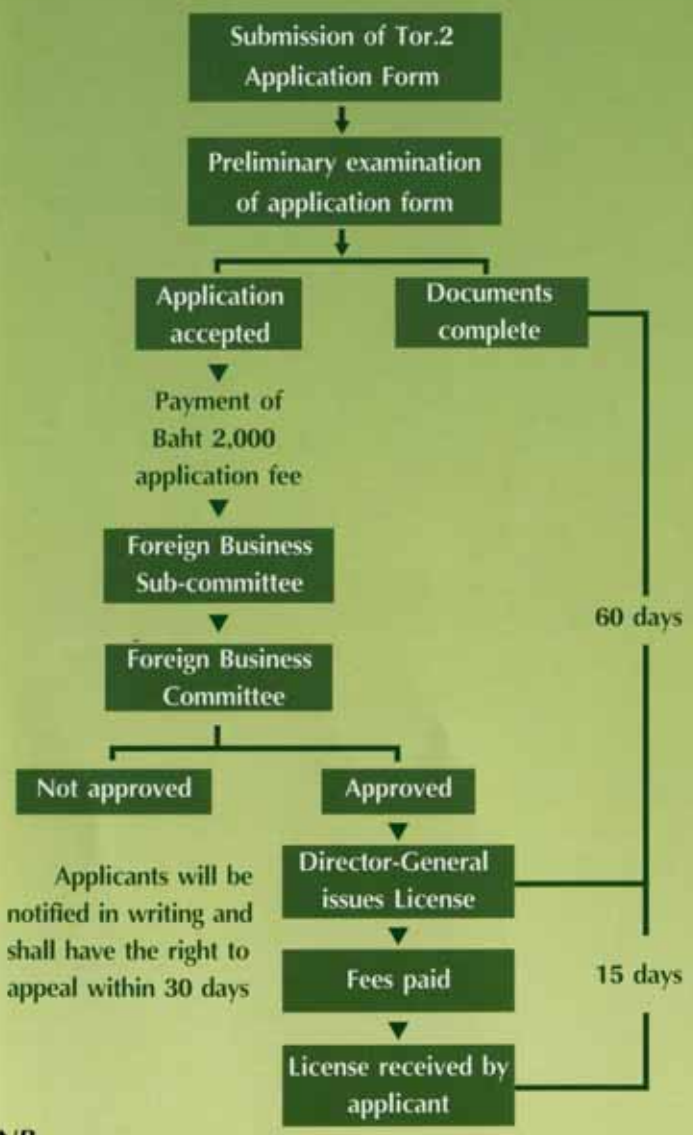 Submission of Tor.2
Application Form
Preliminary examination
of application form
Application
accepted
Documents
complete
Payment of
Baht 2,000
application fee
Foreign Business
Sub-committee
60 days
Foreign Business
Committee
Not approved
Approved
Applicants will be
notified in writing and
shall have the right to
appeal within 30 days
Director-General
issues License
Fees paid
15 days
License received by
applicant